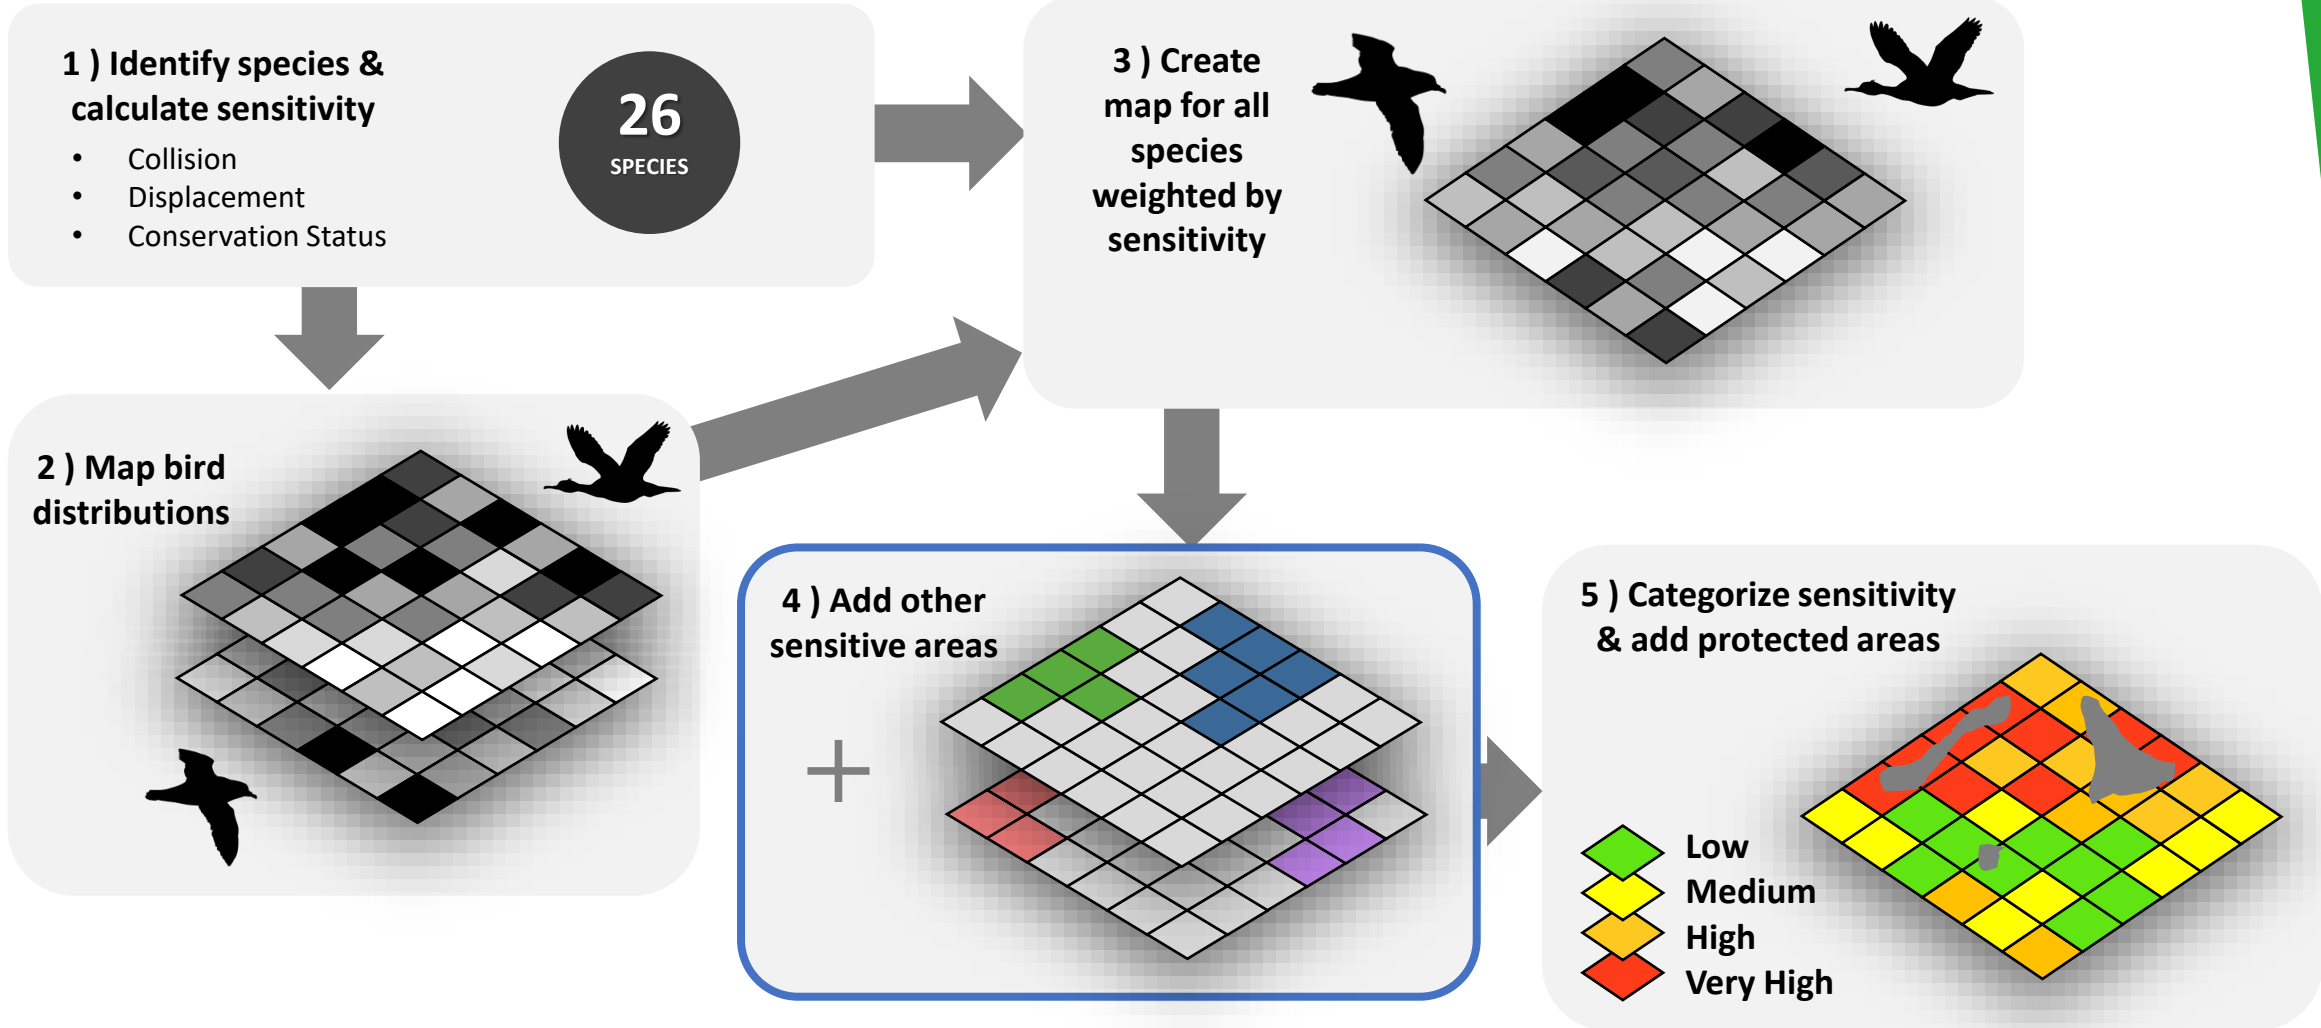 1 ) Identify species &
calculate sensitivity
• Collision
• Displacement
• Conservation Status
26
SPECIES
2 ) Map bird
distributions
3 ) Create
map for all
species
weighted by
sensitivity
4 ) Add other
sensitive areas
+
5 ) Categorize sensitivity
& add protected areas
Low
Medium
High
Very High